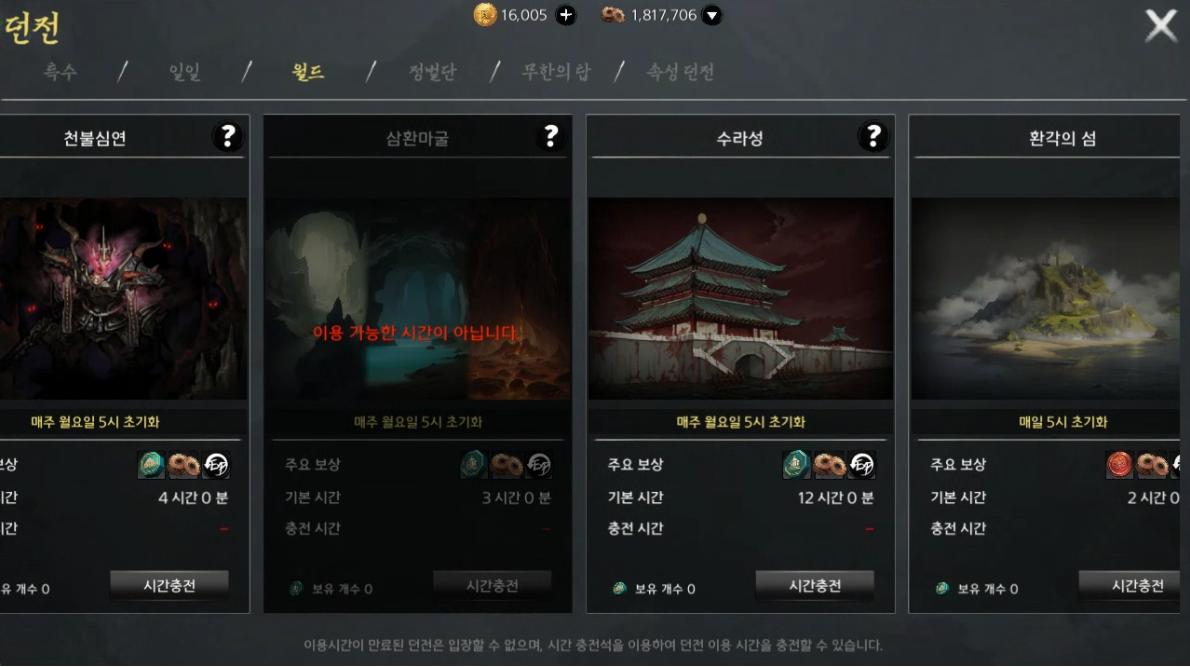 던전
16,005
1,817,706
특수 / 일일 / 월드 / 정벌단 / 무한의 탑 / 속성 던전
천불심연 ?
매주 월요일 5시 초기화
보상
시간 4 시간 0 분
시간 -
유 개수 0 시간충전
삼환마굴 ?
이용 가능한 시간이 아닙니다.
매주 월요일 5시 초기화
주요 보상
기본 시간 3 시간 0 분
충전 시간 -
보유 개수 0 시간충전
수라성 ?
매주 월요일 5시 초기화
주요 보상
기본 시간 12 시간 0 분
충전 시간 -
보유 개수 0 시간충전
환각의 섬
매일 5시 초기화
주요 보상
기본 시간 2 시간 0
충전 시간
보유 개수 0 시간충전
이용시간이 만료된 던전은 입장할 수 없으며, 시간 충전석을 이용하여 던전 이용 시간을 충전할 수 있습니다.